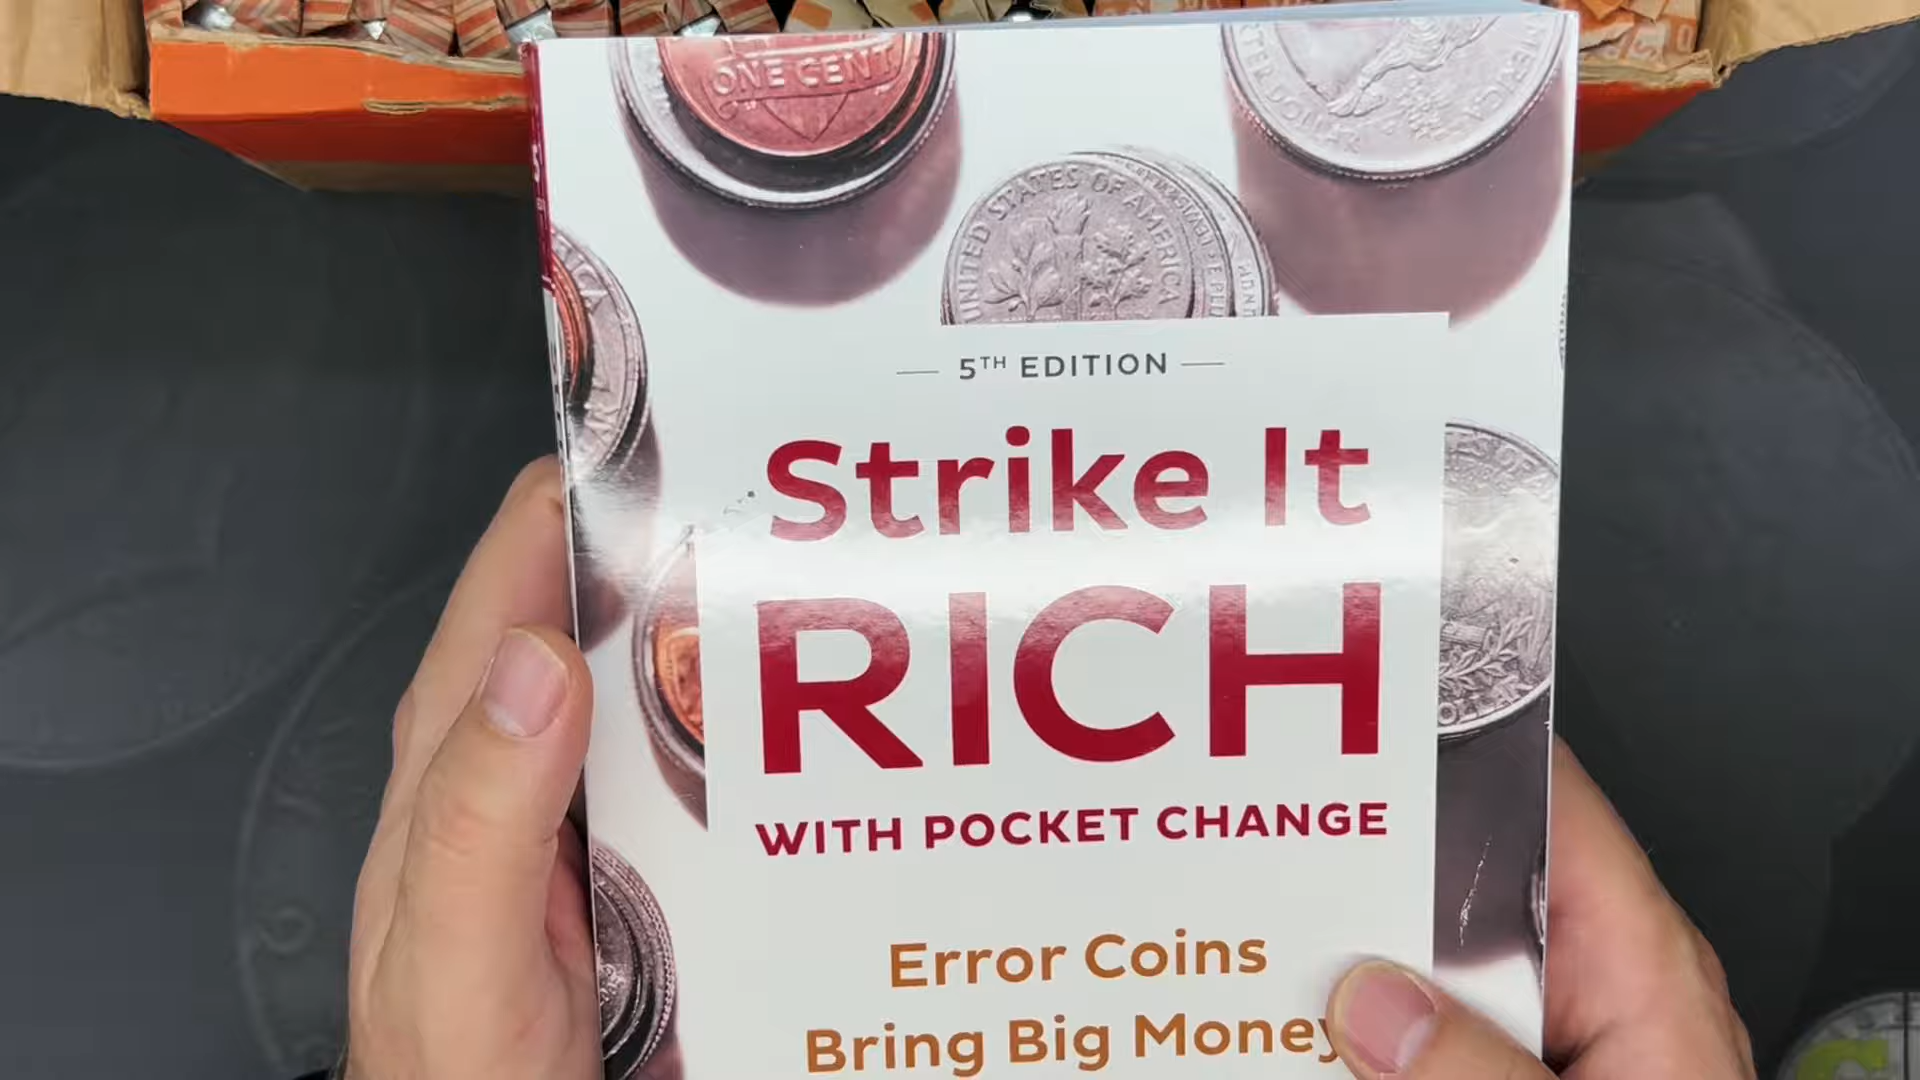 ONE CENT
UNITED STATES OF AMERICA
5TH EDITION
Strike It
RICH
WITH POCKET CHANGE
Error Coins
Bring Big Money